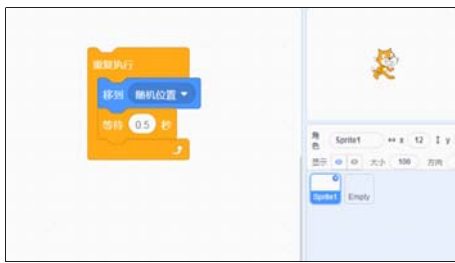 重复执行
移到 随机位置
等待 0.5 秒
角色 Sprite1 x 12 y
显示 大小 100 方向
Sprite1 Empty